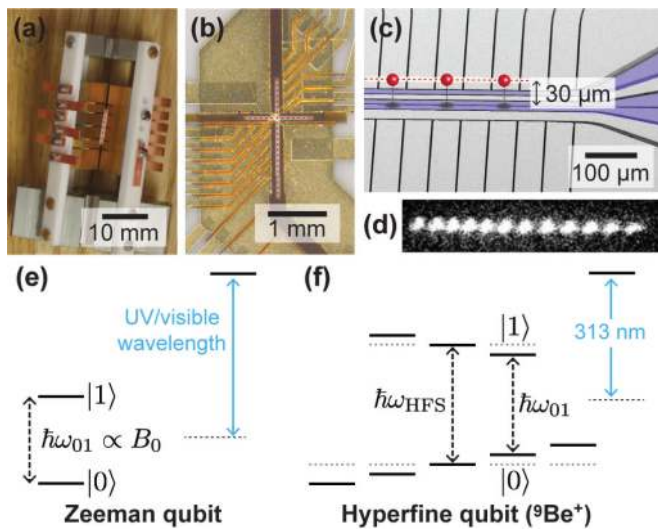 (a)
10 mm
(b)
1 mm
(c)
30 µm
100 µm
(d)
(e)
UV/visible
wavelength
|1⟩
ℏω01 ∝ B0
|0⟩
Zeeman qubit
(f)
|1⟩
313 nm
ℏωHFS
ℏω01
|0⟩
Hyperfine qubit (⁹Be⁺)